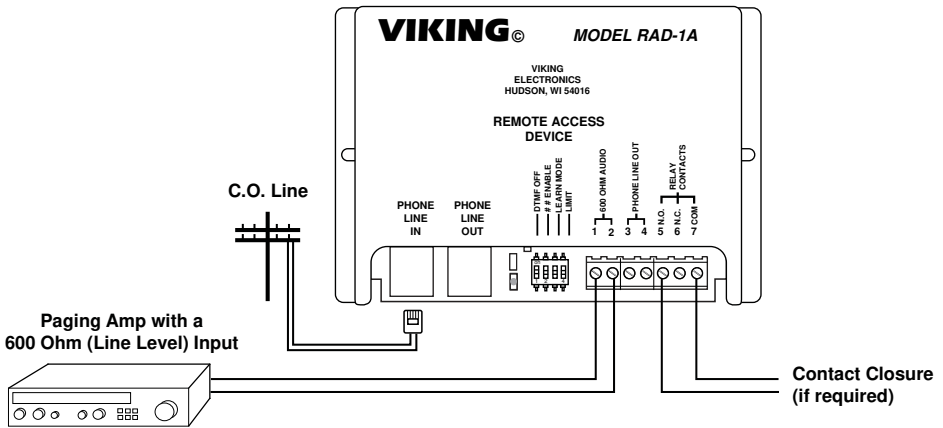 VIKING©
MODEL RAD-1A
VIKING
ELECTRONICS
HUDSON, WI 54016
REMOTE ACCESS
DEVICE
C.O. Line
PHONE
LINE
IN
PHONE
LINE
OUT
DTMF OFF
# # ENABLE
LEARN MODE
LIMIT
600 OHM AUDIO
PHONE LINE OUT
RELAY
CONTACTS
N.O.
N.C.
COM
1 2 3 4 5 6 7
Paging Amp with a
600 Ohm (Line Level) Input
Contact Closure
(if required)